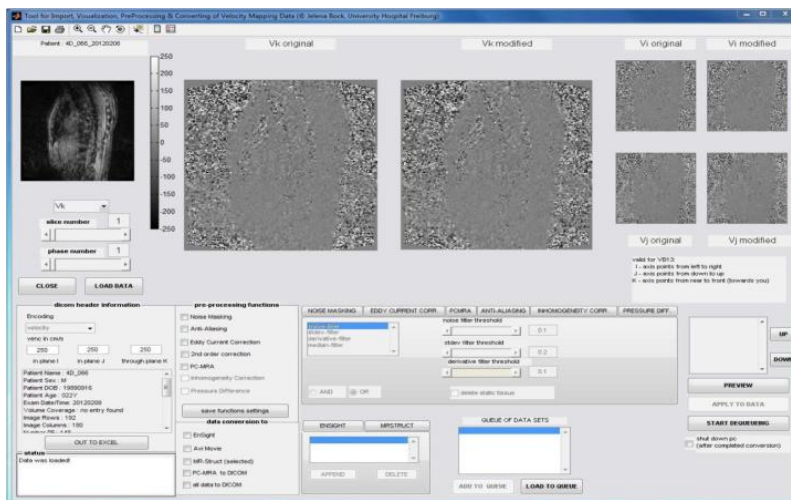 Tool for Import, Visualization, PreProcessing & Converting of Velocity Mapping Data (© Jelena Bock, University Hospital Freiburg)
Patient : 4D_066_20120208
Vk original
Vk modified
Vi original
Vi modified
250
200
150
100
50
0
-50
-100
-150
-200
-250
Vj original
Vj modified
Vk
slice number 1
phase number 1
CLOSE
LOAD DATA
valid for VB13:
I - axis points from left to right
J - axis points from down to up
K - axis points from rear to front (towards you)
dicom header information
Encoding
velocity
venc in cm/s
250 250 250
in plane I in plane J through plane K
Patient Name : 4D_066
Patient Sex : M
Patient DOB : 19890916
Patient Age : 022Y
Exam Date/Time: 20120208
Volume Coverage : no entry found
Image Rows : 192
Image Columns : 160
OUT TO EXCEL
status
Data was loaded!
pre-processing functions
Noise Masking
Anti-Aliasing
Eddy Current Correction
2nd order correction
PC-MRA
Inhomogeneity Correction
Pressure Difference
save functions settings
data conversion to
EnSight
Avi Movie
MR-Struct (selected)
PC-MRA to DICOM
all data to DICOM
NOISE MASKING
EDDY CURRENT CORR.
PCMRA
ANTI-ALIASING
INHOMOGENEITY CORR.
PRESSURE DIFF.
noise-filter
stdev-filter
derivative-filter
median-filter
noise filter threshold
0.1
stdev filter threshold
0.2
derivative filter threshold
0.1
AND
OR
delete static tissue
ENSIGHT
MRSTRUCT
APPEND
DELETE
QUEUE OF DATA SETS
ADD TO QUEUE
LOAD TO QUEUE
UP
DOWN
PREVIEW
APPLY TO DATA
START DEQUEUEING
shut down pc
(after completed conversion)